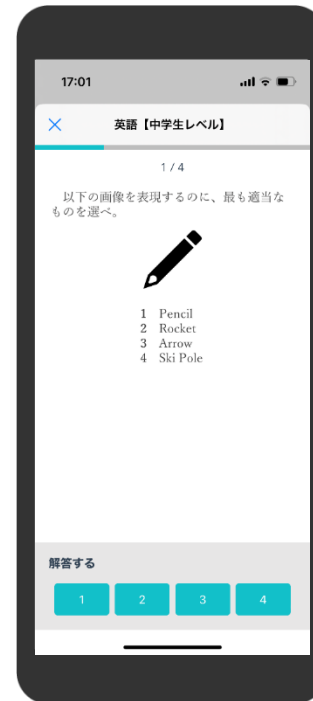 17:01
英語【中学生レベル】
1 / 4
以下の画像を表現するのに、最も適当な
ものを選べ。
1 Pencil
2 Rocket
3 Arrow
4 Ski Pole
解答する
1 2 3 4